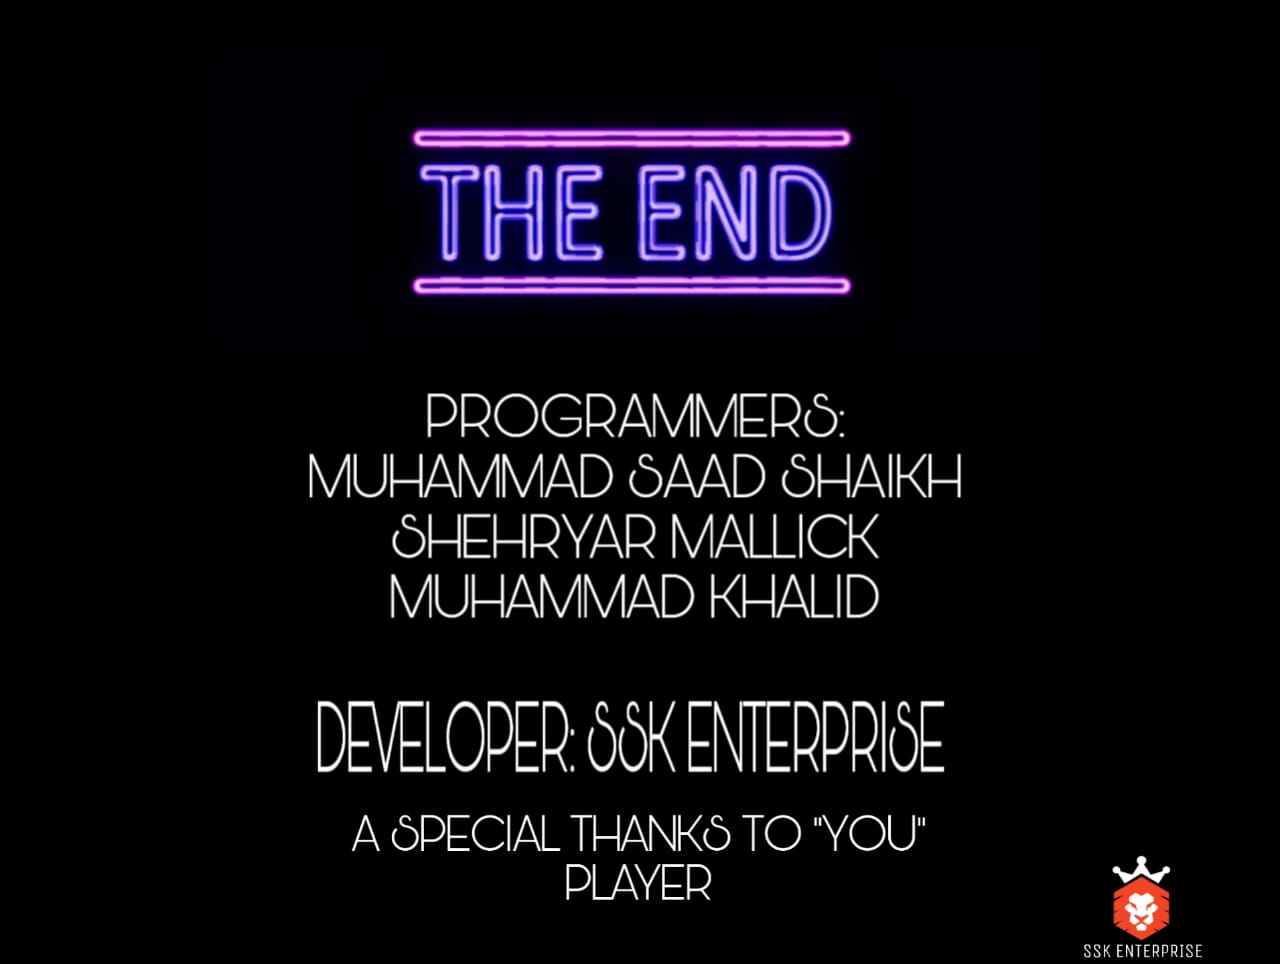 THE END
PROGRAMMERS:
MUHAMMAD SAAD SHAIKH
SHEHRYAR MALLICK
MUHAMMAD KHALID
DEVELOPER: SSK ENTERPRISE
A SPECIAL THANKS TO "YOU"
PLAYER
SSK ENTERPRISE